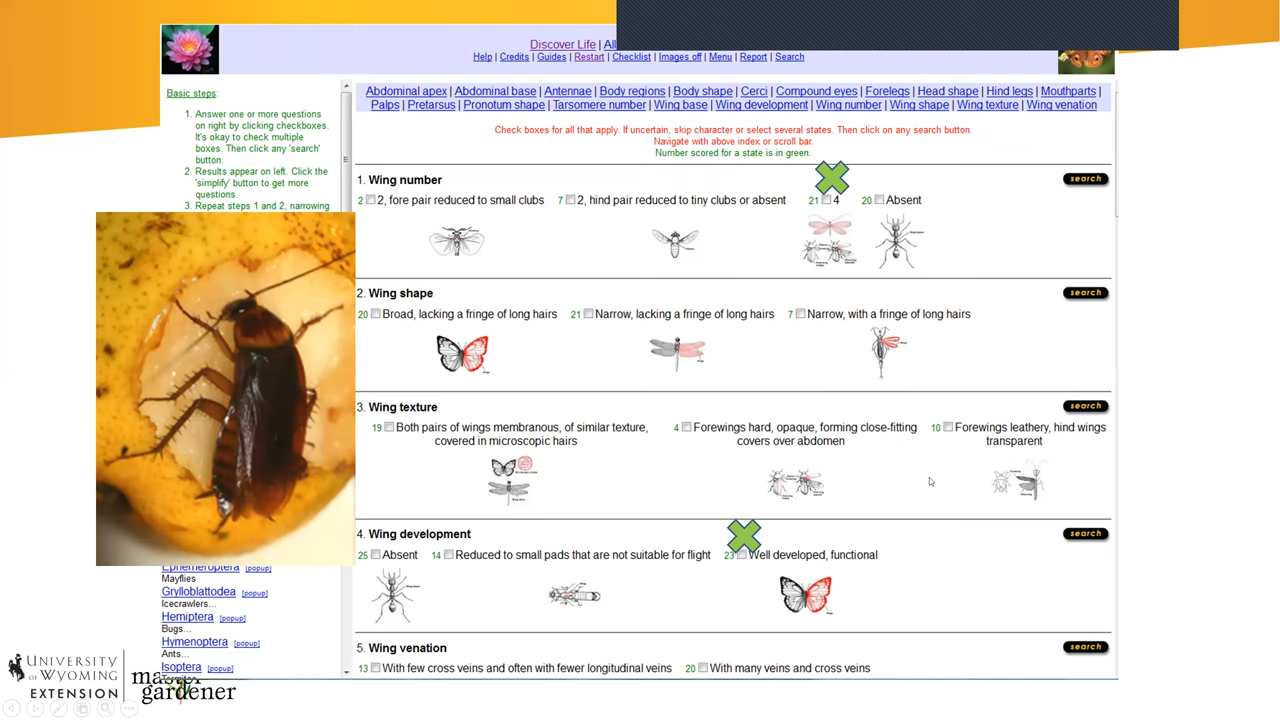 Discover Life | All
Help | Credits | Guides | Restart | Checklist | Images off | Menu | Report | Search
Basic steps:
1. Answer one or more questions
on right by clicking checkboxes.
It's okay to check multiple
boxes. Then click any 'search'
button.
2. Results appear on left. Click the
'simplify' button to get more
questions.
3. Repeat steps 1 and 2, narrowing
Ephemeroptera [popup]
Mayflies
Grylloblattodea [popup]
Icecrawlers...
Hemiptera [popup]
Bugs...
Hymenoptera [popup]
Ants...
Isoptera [popup]
Abdominal apex | Abdominal base | Antennae | Body regions | Body shape | Cerci | Compound eyes | Forelegs | Head shape | Hind legs | Mouthparts |
Palps | Pretarsus | Pronotum shape | Tarsomere number | Wing base | Wing development | Wing number | Wing shape | Wing texture | Wing venation
Check boxes for all that apply. If uncertain, skip character or select several states. Then click on any search button.
Navigate with above index or scroll bar.
Number scored for a state is in green.
1. Wing number search
2 2, fore pair reduced to small clubs 7 2, hind pair reduced to tiny clubs or absent 21 4 20 Absent
2. Wing shape search
20 Broad, lacking a fringe of long hairs 21 Narrow, lacking a fringe of long hairs 7 Narrow, with a fringe of long hairs
3. Wing texture search
19 Both pairs of wings membranous, of similar texture, 4 Forewings hard, opaque, forming close-fitting 10 Forewings leathery, hind wings
covered in microscopic hairs covers over abdomen transparent
4. Wing development search
25 Absent 14 Reduced to small pads that are not suitable for flight 23 Well developed, functional
5. Wing venation search
13 With few cross veins and often with fewer longitudinal veins 20 With many veins and cross veins
UNIVERSITY
OF WYOMING
EXTENSION
master
gardener